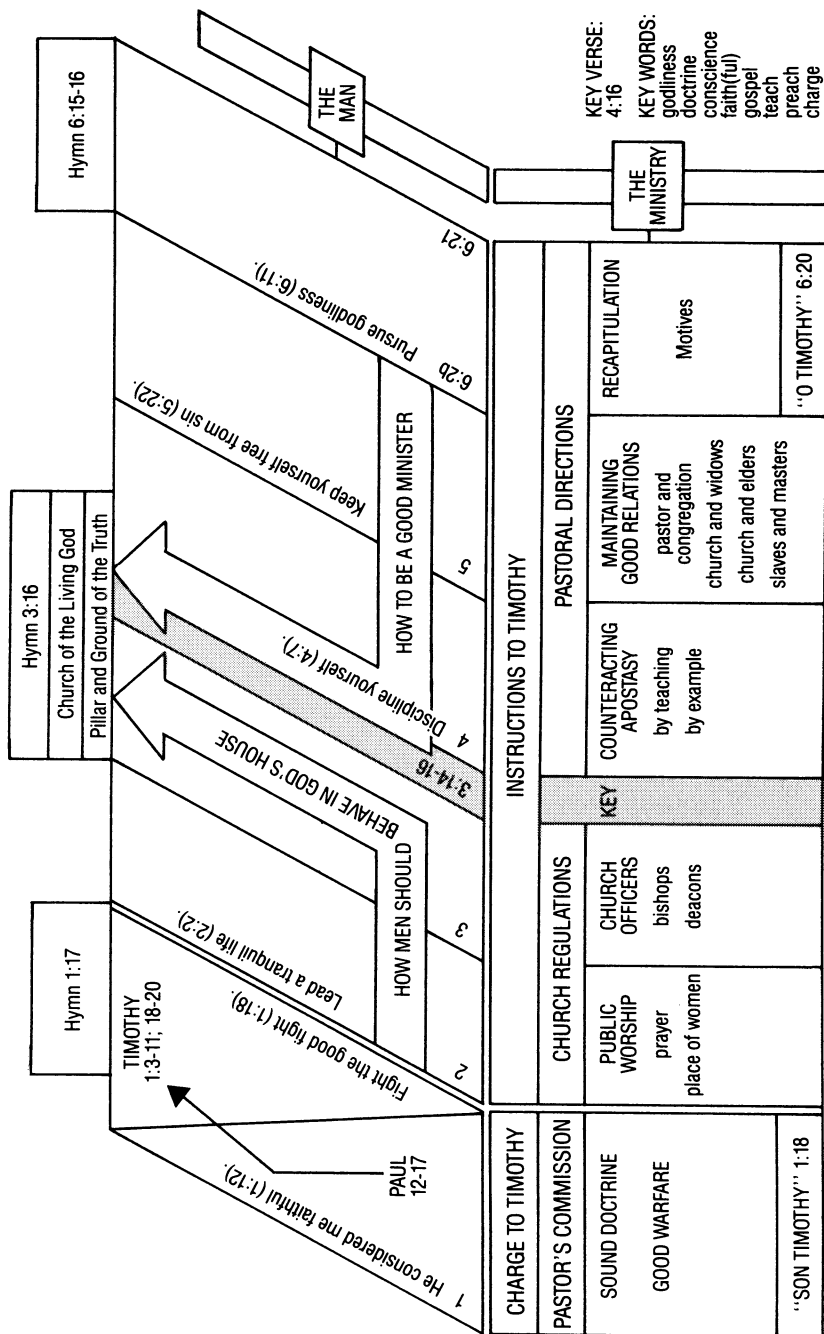 Hymn 1:17
Hymn 3:16
Church of the Living God
Pillar and Ground of the Truth
Hymn 6:15-16
TIMOTHY
1:3-11; 18-20
PAUL
12-17
1 He considered me faithful (1:12).
Fight the good fight (1:18).
2 Lead a tranquil life (2:2).
HOW MEN SHOULD
BEHAVE IN GOD'S HOUSE
3
3:14-16
4 Discipline yourself (4:7).
HOW TO BE A GOOD MINISTER
5 Keep yourself free from sin (5:22).
6:2b Pursue godliness (6:11).
6:21
THE
MAN
CHARGE TO TIMOTHY
INSTRUCTIONS TO TIMOTHY
PASTOR'S COMMISSION
CHURCH REGULATIONS
PASTORAL DIRECTIONS
SOUND DOCTRINE
GOOD WARFARE
"SON TIMOTHY" 1:18
PUBLIC
WORSHIP
prayer
place of women
CHURCH
OFFICERS
bishops
deacons
KEY
COUNTERACTING
APOSTASY
by teaching
by example
MAINTAINING
GOOD RELATIONS
pastor and
congregation
church and widows
church and elders
slaves and masters
RECAPITULATION
Motives
"O TIMOTHY" 6:20
THE
MINISTRY
KEY VERSE:
4:16
KEY WORDS:
godliness
doctrine
conscience
faith(ful)
gospel
teach
preach
charge